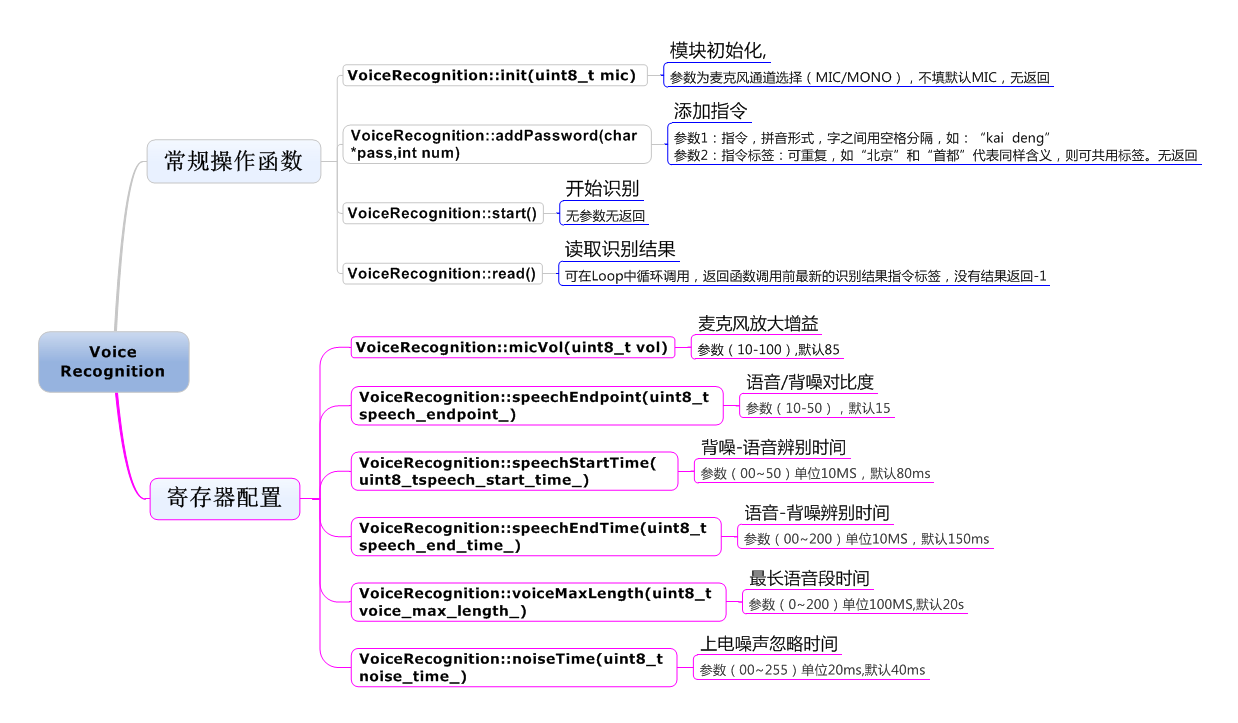 Voice
Recognition
常规操作函数
VoiceRecognition::init(uint8_t mic)
模块初始化,
参数为麦克风通道选择（MIC/MONO），不填默认MIC，无返回
VoiceRecognition::addPassword(char
*pass,int num)
添加指令
参数1：指令，拼音形式，字之间用空格分隔，如：“kai  deng”
参数2：指令标签：可重复，如“北京”和“首都”代表同样含义，则可共用标签。无返回
VoiceRecognition::start()
开始识别
无参数无返回
VoiceRecognition::read()
读取识别结果
可在Loop中循环调用，返回函数调用前最新的识别结果指令标签，没有结果返回-1
寄存器配置
VoiceRecognition::micVol(uint8_t vol)
麦克风放大增益
参数（10-100）,默认85
VoiceRecognition::speechEndpoint(uint8_t
speech_endpoint_)
语音/背噪对比度
参数（10-50），默认15
VoiceRecognition::speechStartTime(
uint8_tspeech_start_time_)
背噪-语音辨别时间
参数（00~50）单位10MS，默认80ms
VoiceRecognition::speechEndTime(uint8_t
speech_end_time_)
语音-背噪辨别时间
参数（00~200）单位10MS，默认150ms
VoiceRecognition::voiceMaxLength(uint8_t
voice_max_length_)
最长语音段时间
参数（0~200）单位100MS,默认20s
VoiceRecognition::noiseTime(uint8_t
noise_time_)
上电噪声忽略时间
参数（00~255）单位20ms,默认40ms